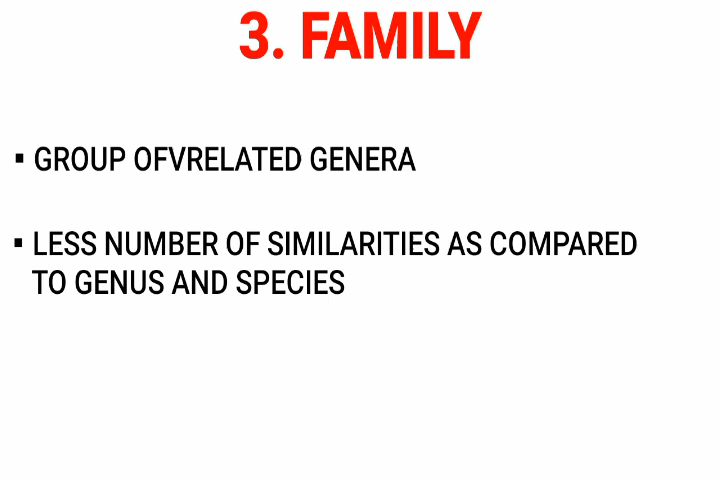 3. FAMILY
▪ GROUP OFVRELATED GENERA
▪ LESS NUMBER OF SIMILARITIES AS COMPARED
TO GENUS AND SPECIES